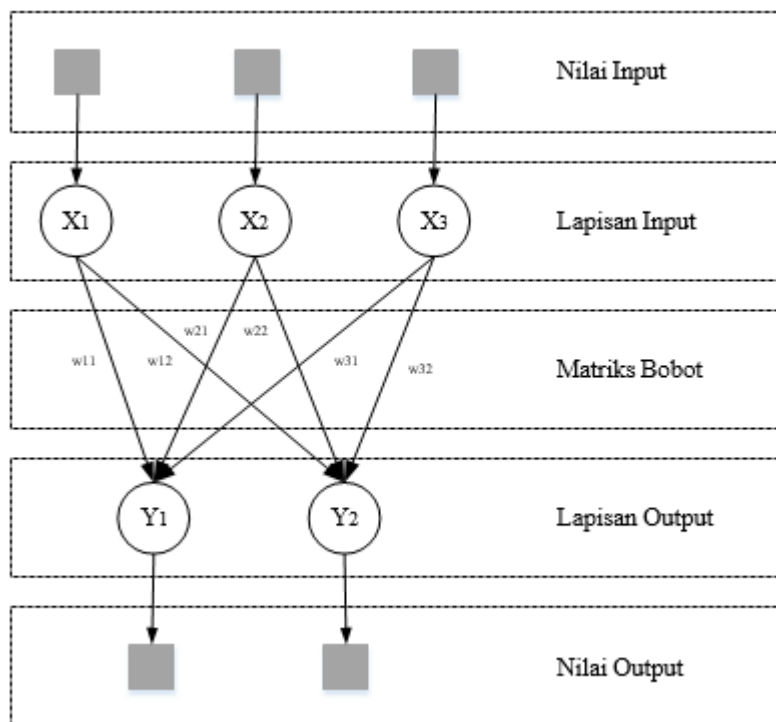 Nilai Input
X1
X2
X3
Lapisan Input
w11
w12
w21
w22
w31
w32
Matriks Bobot
Y1
Y2
Lapisan Output
Nilai Output